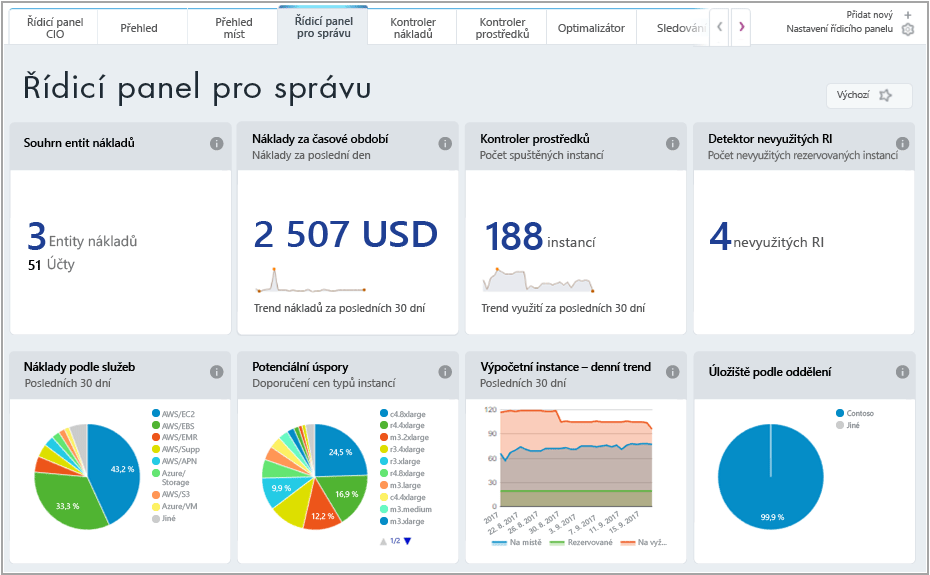 Řídicí panel
CIO
Přehled
Přehled
míst
Řídicí panel
pro správu
Kontroler
nákladů
Kontroler
prostředků
Optimalizátor
Sledování
Přidat nový
Nastavení řídicího panelu
Řídicí panel pro správu
Výchozí
Souhrn entit nákladů
3 Entity nákladů
51 Účty
Náklady za časové období
Náklady za poslední den
2 507 USD
Trend nákladů za posledních 30 dní
Kontroler prostředků
Počet spuštěných instancí
188 instancí
Trend využití za posledních 30 dní
Detektor nevyužitých RI
Počet nevyužitých rezervovaných instancí
4 nevyužitých RI
Náklady podle služeb
Posledních 30 dní
43,2 %
33,3 %
AWS/EC2
AWS/EBS
AWS/EMR
AWS/Supp
AWS/APN
Azure/
Storage
AWS/S3
Azure/VM
Jiné
Potenciální úspory
Doporučení cen typů instancí
24,5 %
16,9 %
12,2 %
9,9 %
c4.8xlarge
r4.4xlarge
m3.2xlarge
r3.4xlarge
r3.xlarge
r4.8xlarge
m3.large
c4.4xlarge
m3.medium
m3.xlarge
1/2
Výpočetní instance – denní trend
Posledních 30 dní
120
90
60
30
0
2017
22. 8. 2017
26. 8. 2017
30. 8. 2017
3. 9. 2017
7. 9. 2017
11. 9. 2017
15. 9. 2017
Na místě
Rezervované
Na vyž...
Úložiště podle oddělení
99,9 %
Contoso
Jiné